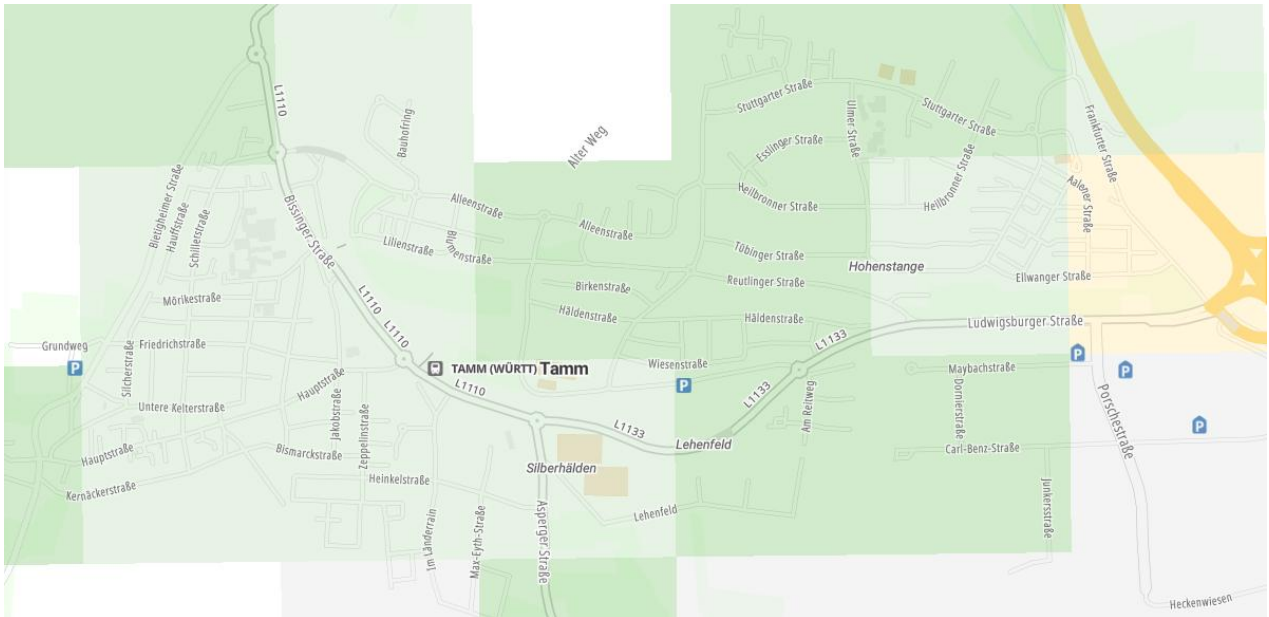 L1110
Stuttgarter Straße
Ulmer Straße
Stuttgarter Straße
Frankfurter Straße
Bauhofring
Alter Weg
Esslinger Straße
Bietigheimer Straße
Hauffstraße
Schillerstraße
Bissinger Straße
Alleenstraße
Alleenstraße
Heilbronner Straße
Heilbronner Straße
Aalener Straße
Lilienstraße
Blumenstraße
Tübinger Straße
Hohenstange
Reutlinger Straße
Ellwanger Straße
Birkenstraße
Mörikestraße
L1110
L1110
Häldenstraße
Häldenstraße
Ludwigsburger Straße
L1133
Grundweg
Friedrichstraße
P
Silcherstraße
TAMM (WÜRTT) Tamm
Wiesenstraße
P
Maybachstraße
P
P
Hauptstraße
L1110
L1133
Am Reitweg
Dornierstraße
Porschestraße
P
Untere Kelterstraße
Jakobstraße
Zeppelinstraße
L1133
Lehenfeld
Hauptstraße
Bismarckstraße
Carl-Benz-Straße
Silberhälden
Heinkelstraße
Kernäckerstraße
Im Länderrain
Max-Eyth-Straße
Asperger Straße
Lehenfeld
Junkersstraße
Heckenwiesen